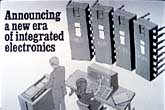 Announcing
a new era
of integrated
electronics